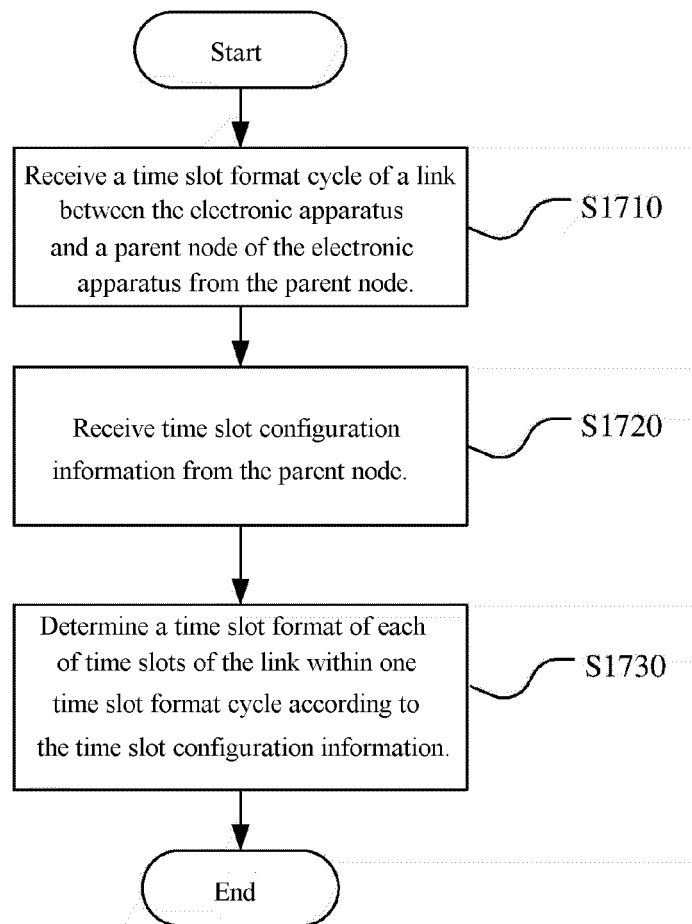 Start
Receive a time slot format cycle of a link
between the electronic apparatus
and a parent node of the electronic
apparatus from the parent node.
S1710
Receive time slot configuration
information from the parent node.
S1720
Determine a time slot format of each
of time slots of the link within one
time slot format cycle according to
the time slot configuration information.
S1730
End